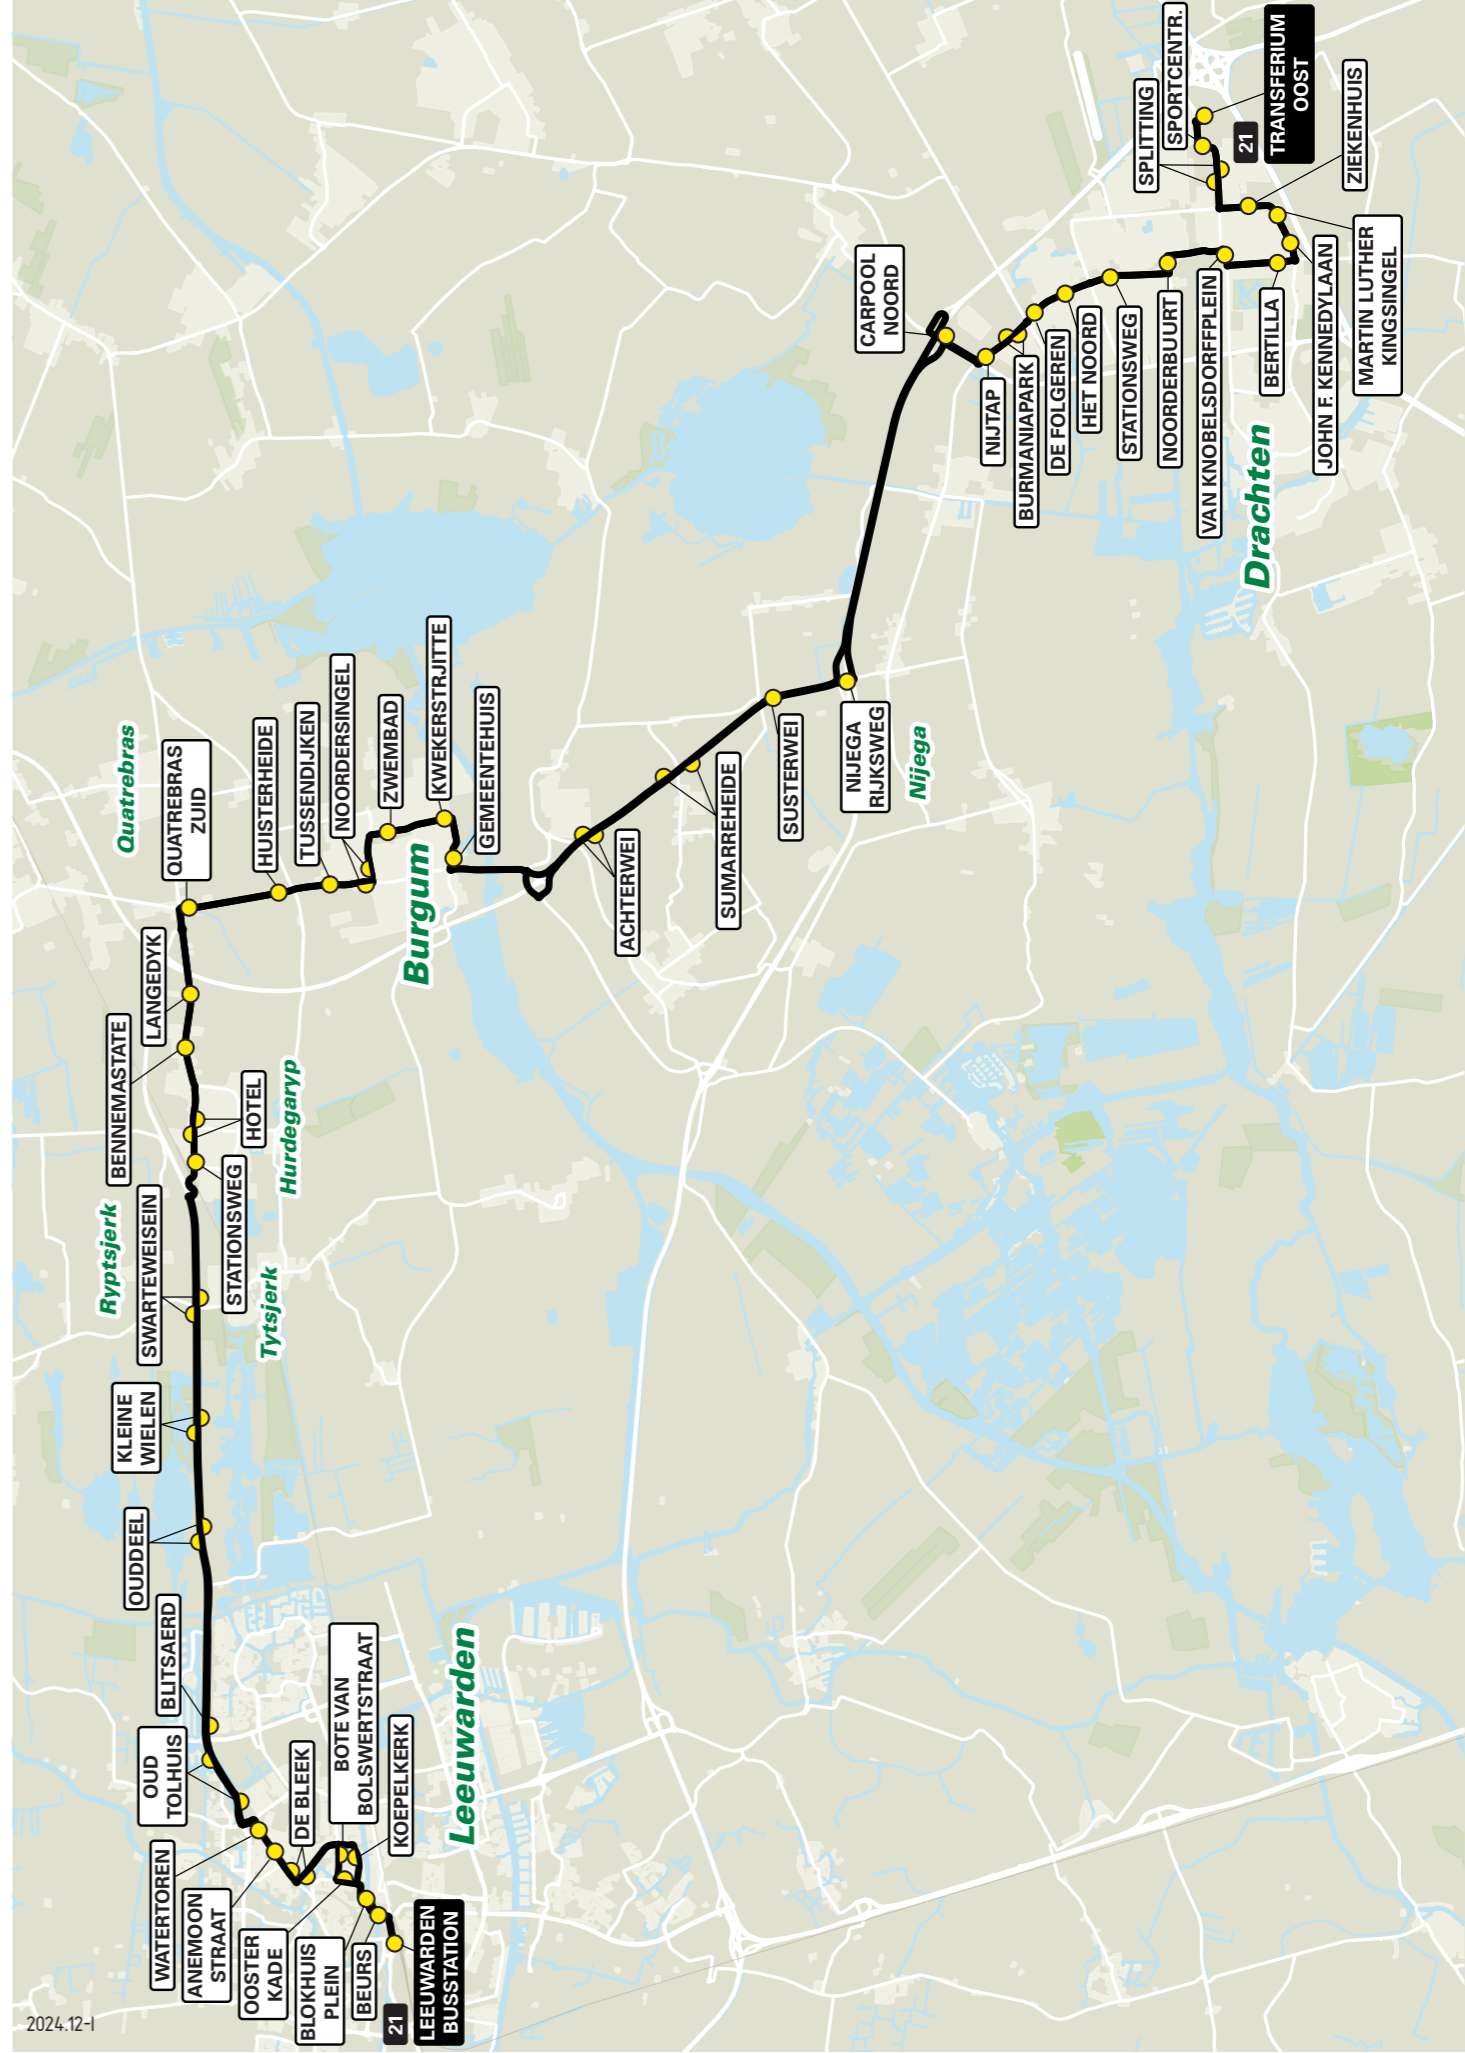 2024.12-I
21
LEEUWARDEN
BUSSTATION
BEURS
BLOKHUIS
PLEIN
OOSTER
KADE
KOEPELKERK
BOTE VAN
BOLSWERTSTRAAT
DE BLEEK
ANEMOON
STRAAT
WATERTOREN
OUD
TOLHUIS
BLITSAERD
Leeuwarden
OUDDEEL
KLEINE
WIELEN
SWARTEWEISEIN
Ryptsjerk
Tytsjerk
STATIONSWEG
HOTEL
Hurdegaryp
BENNEMASTATE
LANGEDYK
QUATREBRAS
ZUID
Quatrebras
HUISTERHEIDE
TUSSENDIJKEN
NOORDERSINGEL
ZWEMBAD
KWEKERSTRJITTE
GEMEENTEHUIS
Burgum
ACHTERWEI
SUMARREHEIDE
SUSTERWEI
NIJEGA
RIJKSWEG
Nijega
CARPOOL
NOORD
NIJTAP
BURMANIAPARK
DE FOLGEREN
HET NOORD
STATIONSWEG
NOORDERBUURT
VAN KNOBELSDORFFPLEIN
Drachten
BERTILLA
JOHN F. KENNEDYLAAN
MARTIN LUTHER
KINGSINGEL
ZIEKENHUIS
SPLITTING
SPORTCENTR.
21
TRANSFERIUM
OOST